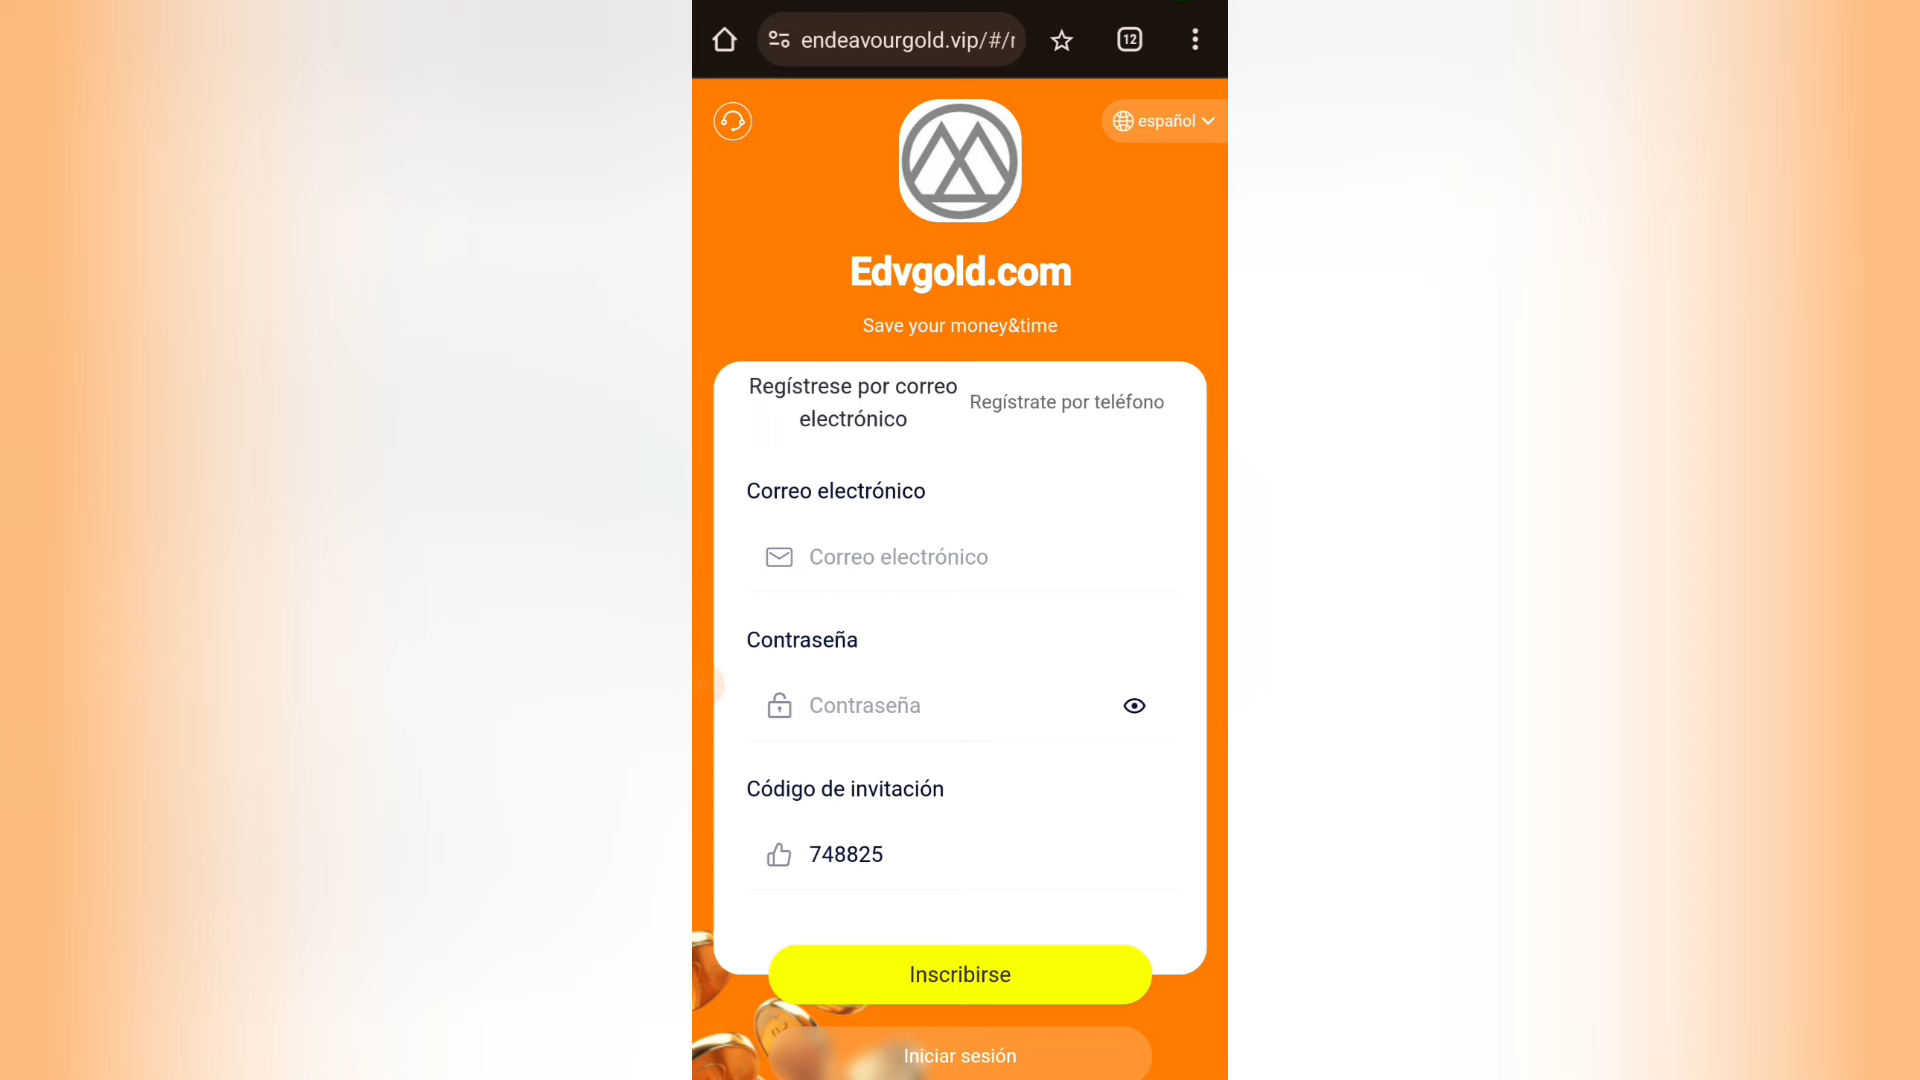 endeavourgold.vip/#/r
12
español
Edvgold.com
Save your money&time
Regístrese por correo
electrónico
Regístrate por teléfono
Correo electrónico
Correo electrónico
Contraseña
Contraseña
Código de invitación
748825
Inscribirse
Iniciar sesión